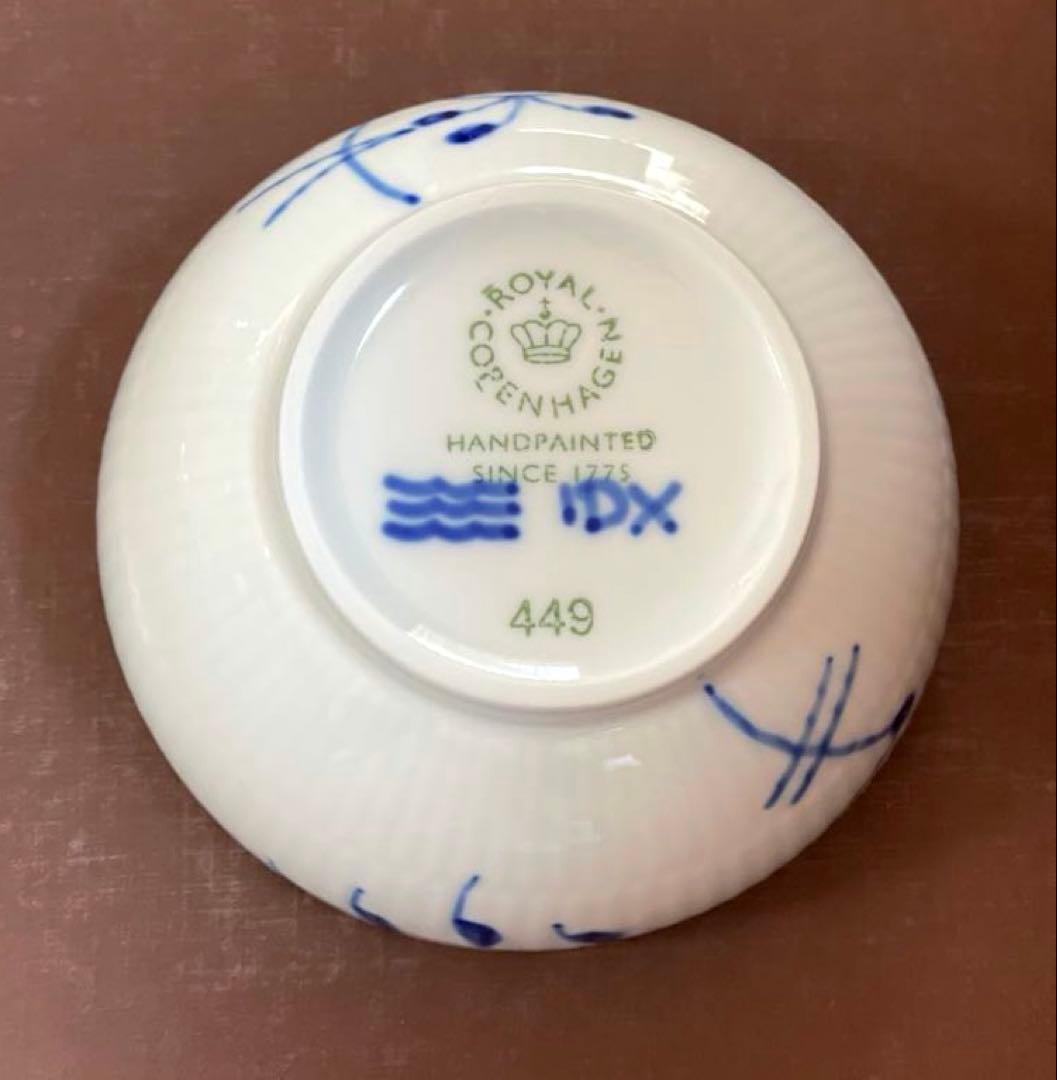 ROYAL · COPENHAGEN ·
HANDPAINTED
SINCE 1775
IDX
449